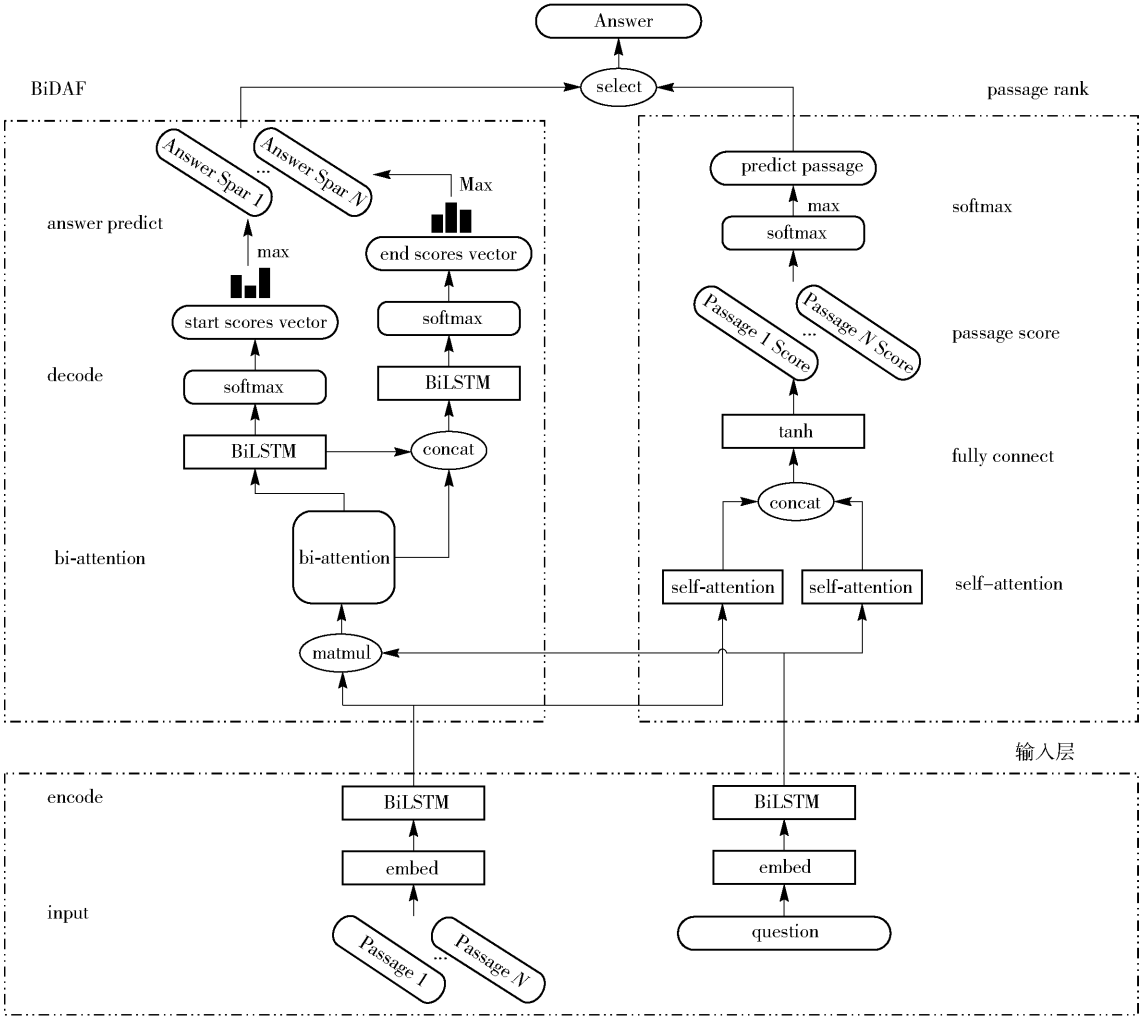 Answer
select
BiDAF
passage rank
Answer Spar 1
...
Answer Spar N
Max
answer predict
max
end scores vector
start scores vector
softmax
decode
softmax
BiLSTM
BiLSTM
concat
bi-attention
bi-attention
matmul
predict passage
max
softmax
softmax
Passage 1 Score
...
Passage N Score
passage score
tanh
fully connect
concat
self-attention
self-attention
self-attention
输入层
encode
BiLSTM
BiLSTM
embed
embed
input
Passage 1
...
Passage N
question